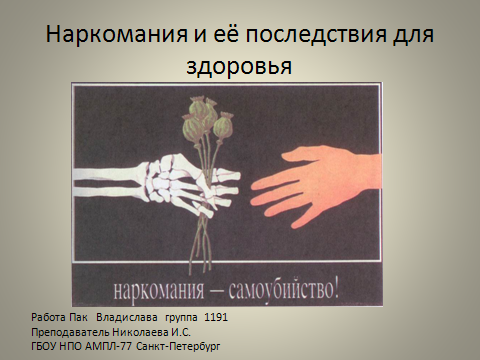 Наркомания и её последствия для
здоровья
наркомания — самоубийство!
Работа Пак Владислава группа 1191
Преподаватель Николаева И.С.
ГБОУ НПО АМПЛ-77 Санкт-Петербург